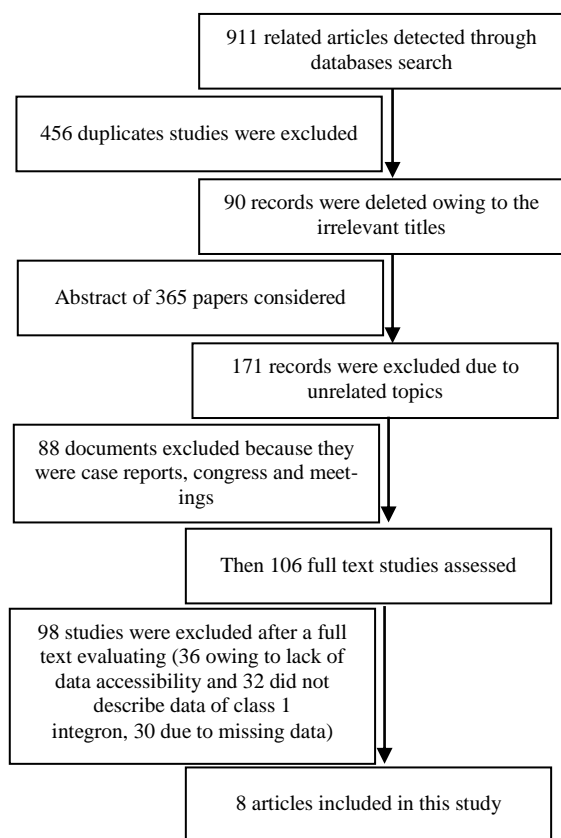 911 related articles detected through
databases search
456 duplicates studies were excluded
90 records were deleted owing to the
irrelevant titles
Abstract of 365 papers considered
171 records were excluded due to
unrelated topics
88 documents excluded because they
were case reports, congress and meet-
ings
Then 106 full text studies assessed
98 studies were excluded after a full
text evaluating (36 owing to lack of
data accessibility and 32 did not
describe data of class 1
integron, 30 due to missing data)
8 articles included in this study